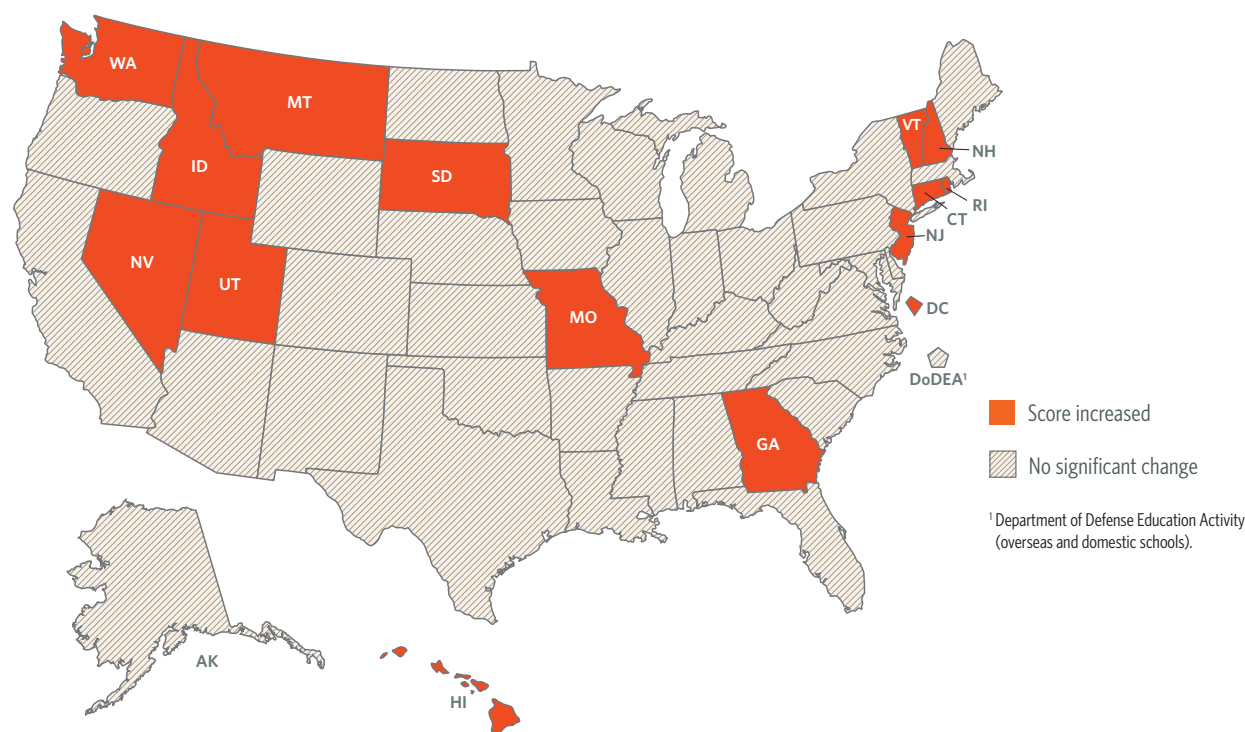 WA
MT
VT
NH
ID
SD
RI
CT
NJ
NV
UT
DC
MO
DoDEA¹
Score increased
GA
No significant change
¹ Department of Defense Education Activity
(overseas and domestic schools).
AK
HI